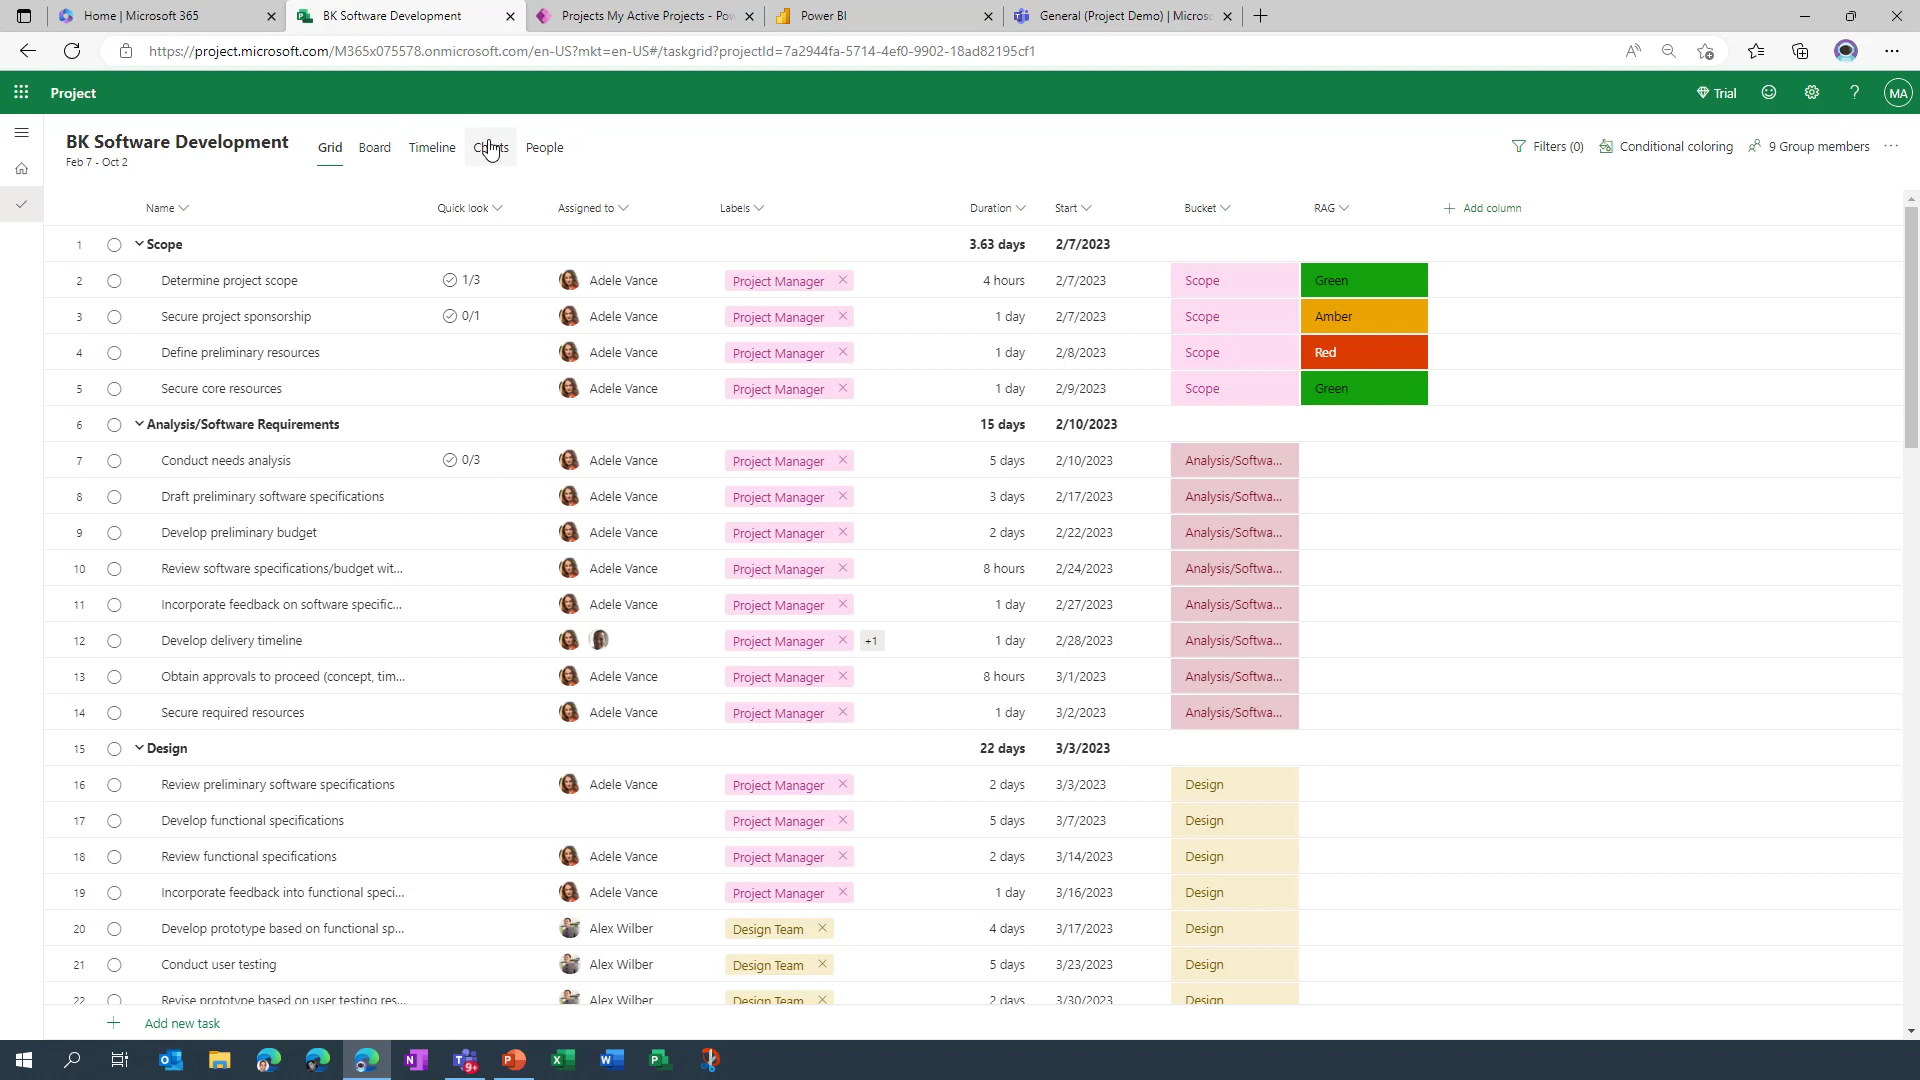 Home | Microsoft 365
BK Software Development
Projects My Active Projects - Pow
Power BI
General (Project Demo) | Micros
https://project.microsoft.com/M365x075578.onmicrosoft.com/en-US?mkt=en-US#/taskgrid?projectId=7a2944fa-5714-4ef0-9902-18ad82195cf1
Project
Trial
MA
BK Software Development
Feb 7 - Oct 2
Grid Board Timeline Charts People
Filters (0) Conditional coloring 9 Group members
Name Quick look Assigned to Labels Duration Start Bucket RAG Add column
1 Scope 3.63 days 2/7/2023
2 Determine project scope 1/3 Adele Vance Project Manager 4 hours 2/7/2023 Scope Green
3 Secure project sponsorship 0/1 Adele Vance Project Manager 1 day 2/7/2023 Scope Amber
4 Define preliminary resources Adele Vance Project Manager 1 day 2/8/2023 Scope Red
5 Secure core resources Adele Vance Project Manager 1 day 2/9/2023 Scope Green
6 Analysis/Software Requirements 15 days 2/10/2023
7 Conduct needs analysis 0/3 Adele Vance Project Manager 5 days 2/10/2023 Analysis/Softwa...
8 Draft preliminary software specifications Adele Vance Project Manager 3 days 2/17/2023 Analysis/Softwa...
9 Develop preliminary budget Adele Vance Project Manager 2 days 2/22/2023 Analysis/Softwa...
10 Review software specifications/budget wit... Adele Vance Project Manager 8 hours 2/24/2023 Analysis/Softwa...
11 Incorporate feedback on software specific... Adele Vance Project Manager 1 day 2/27/2023 Analysis/Softwa...
12 Develop delivery timeline Project Manager +1 1 day 2/28/2023 Analysis/Softwa...
13 Obtain approvals to proceed (concept, tim... Adele Vance Project Manager 8 hours 3/1/2023 Analysis/Softwa...
14 Secure required resources Adele Vance Project Manager 1 day 3/2/2023 Analysis/Softwa...
15 Design 22 days 3/3/2023
16 Review preliminary software specifications Adele Vance Project Manager 2 days 3/3/2023 Design
17 Develop functional specifications Project Manager 5 days 3/7/2023 Design
18 Review functional specifications Adele Vance Project Manager 2 days 3/14/2023 Design
19 Incorporate feedback into functional speci... Adele Vance Project Manager 1 day 3/16/2023 Design
20 Develop prototype based on functional sp... Alex Wilber Design Team 4 days 3/17/2023 Design
21 Conduct user testing Alex Wilber Design Team 5 days 3/23/2023 Design
22 Revise prototype based on user testing res... Alex Wilber Design Team 2 days 3/30/2023 Design
Add new task
9+